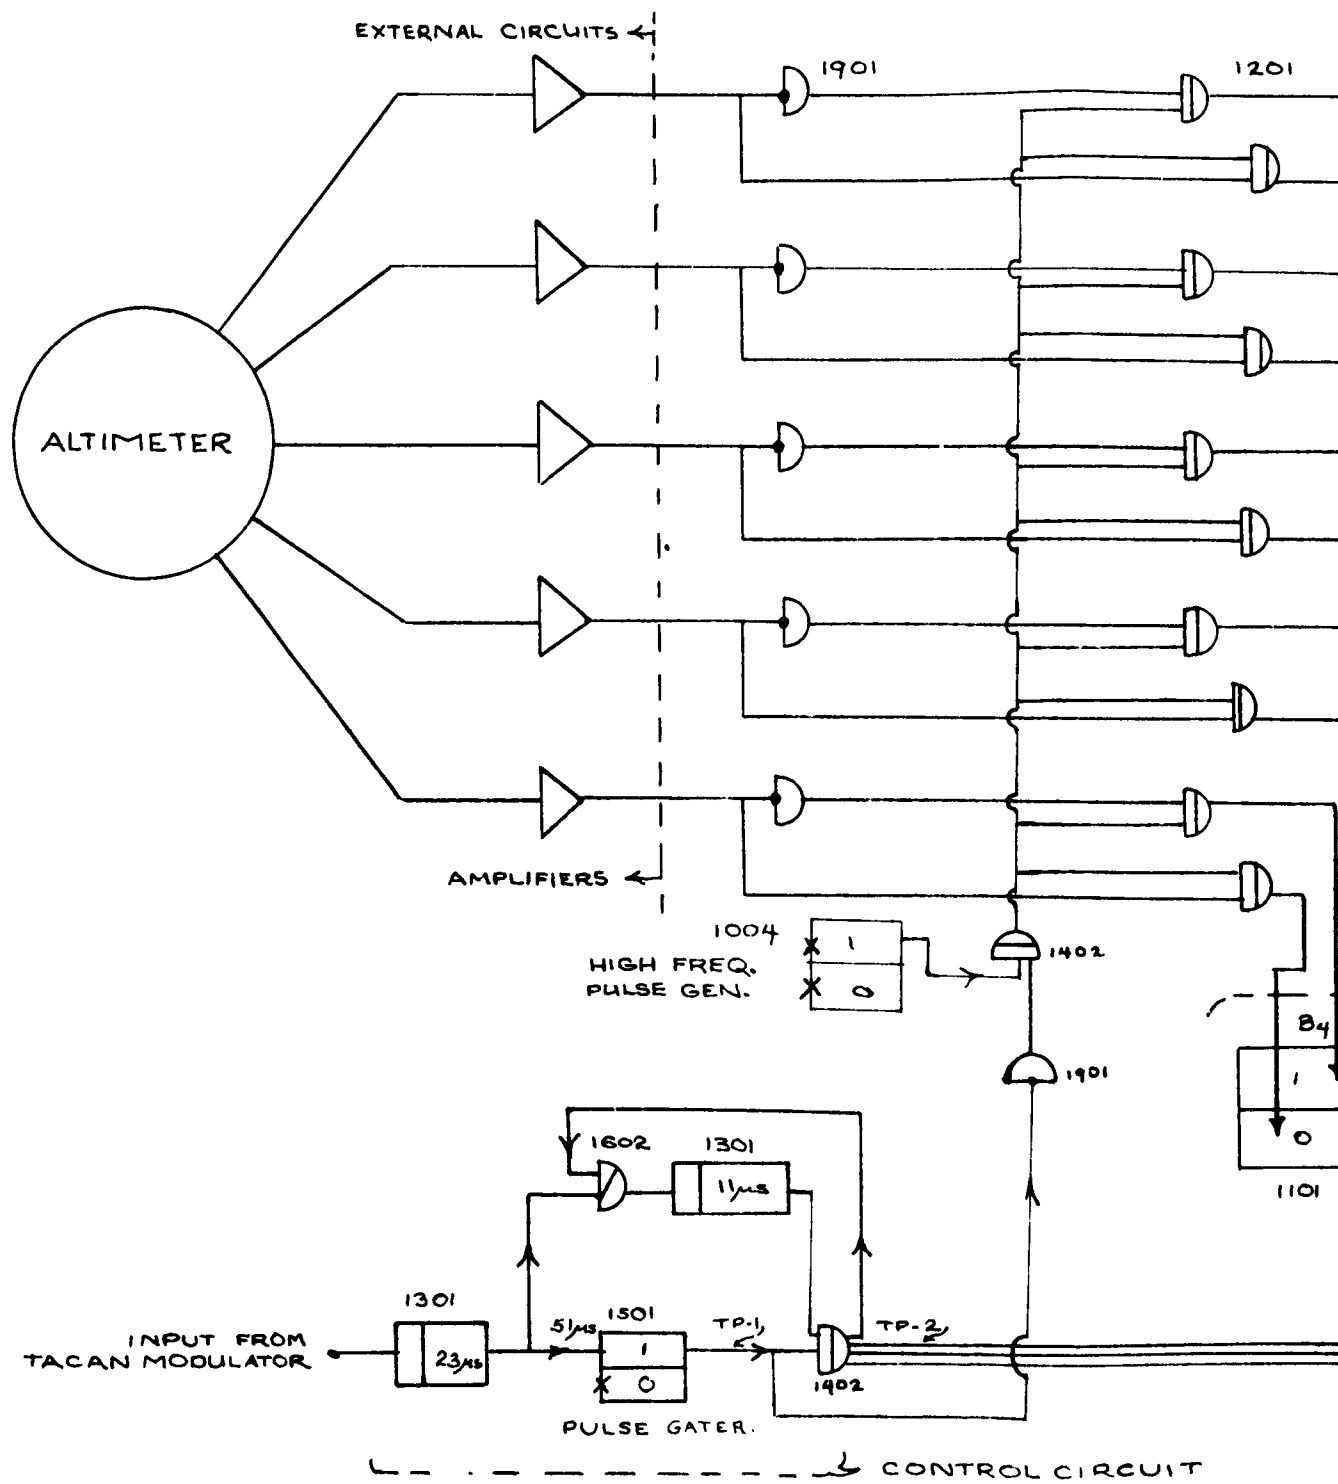 EXTERNAL CIRCUITS
1901
1201
ALTIMETER
AMPLIFIERS
1004
HIGH FREQ.
PULSE GEN.
1
0
1402
B4
1
0
1101
1901
1602
1301
11μs
1301
23μs
INPUT FROM
TACAN MODULATOR
51μs
1501
1
0
PULSE GATER.
TP-1
TP-2
1402
CONTROL CIRCUIT